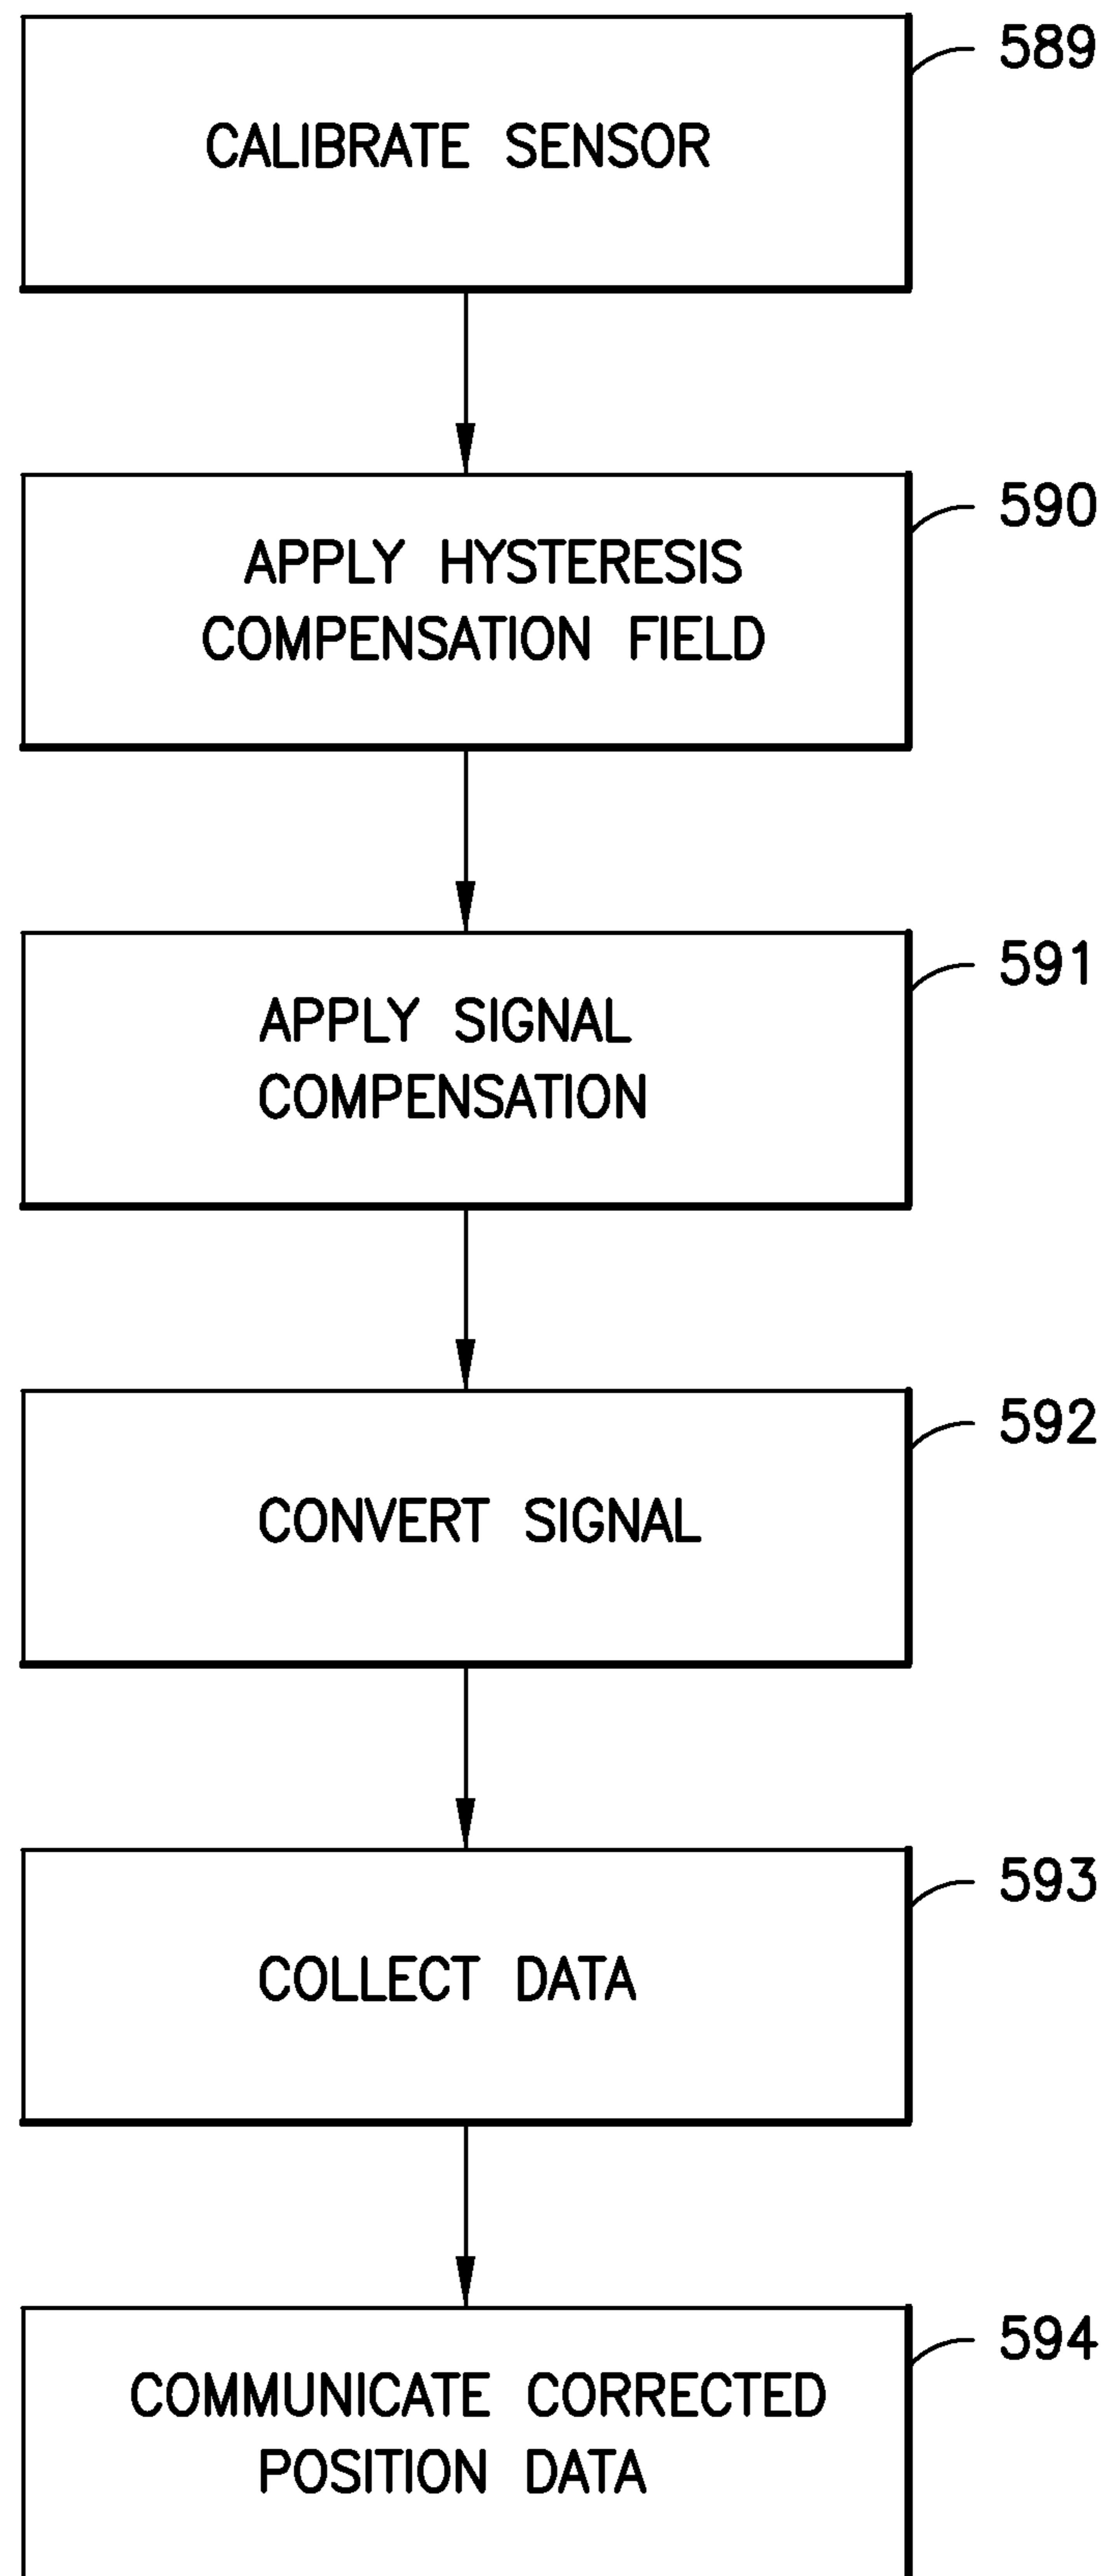 589
CALIBRATE SENSOR
590
APPLY HYSTERESIS
COMPENSATION FIELD
591
APPLY SIGNAL
COMPENSATION
592
CONVERT SIGNAL
593
COLLECT DATA
594
COMMUNICATE CORRECTED
POSITION DATA